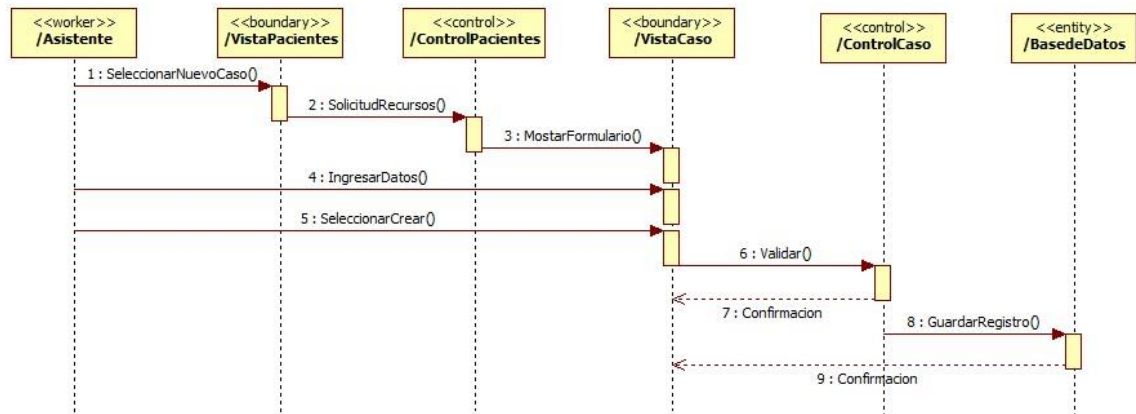 <<worker>>
/Asistente
<<boundary>>
/VistaPacientes
<<control>>
/ControlPacientes
<<boundary>>
/VistaCaso
<<control>>
/ControlCaso
<<entity>>
/BasedeDatos
1 : SeleccionarNuevoCaso()
2 : SolicitudRecursos()
3 : MostarFormulario()
4 : IngresarDatos()
5 : SeleccionarCrear()
6 : Validar()
7 : Confirmacion
8 : GuardarRegistro()
9 : Confirmacion